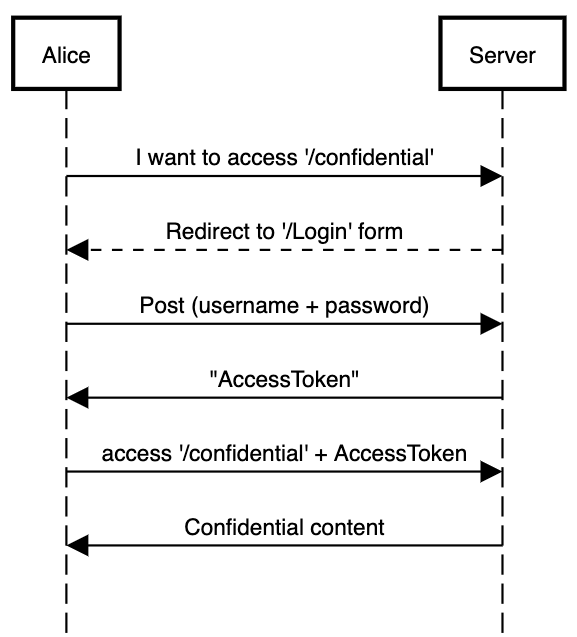 Alice
Server
I want to access '/confidential'
Redirect to '/Login' form
Post (username + password)
"AccessToken"
access '/confidential' + AccessToken
Confidential content